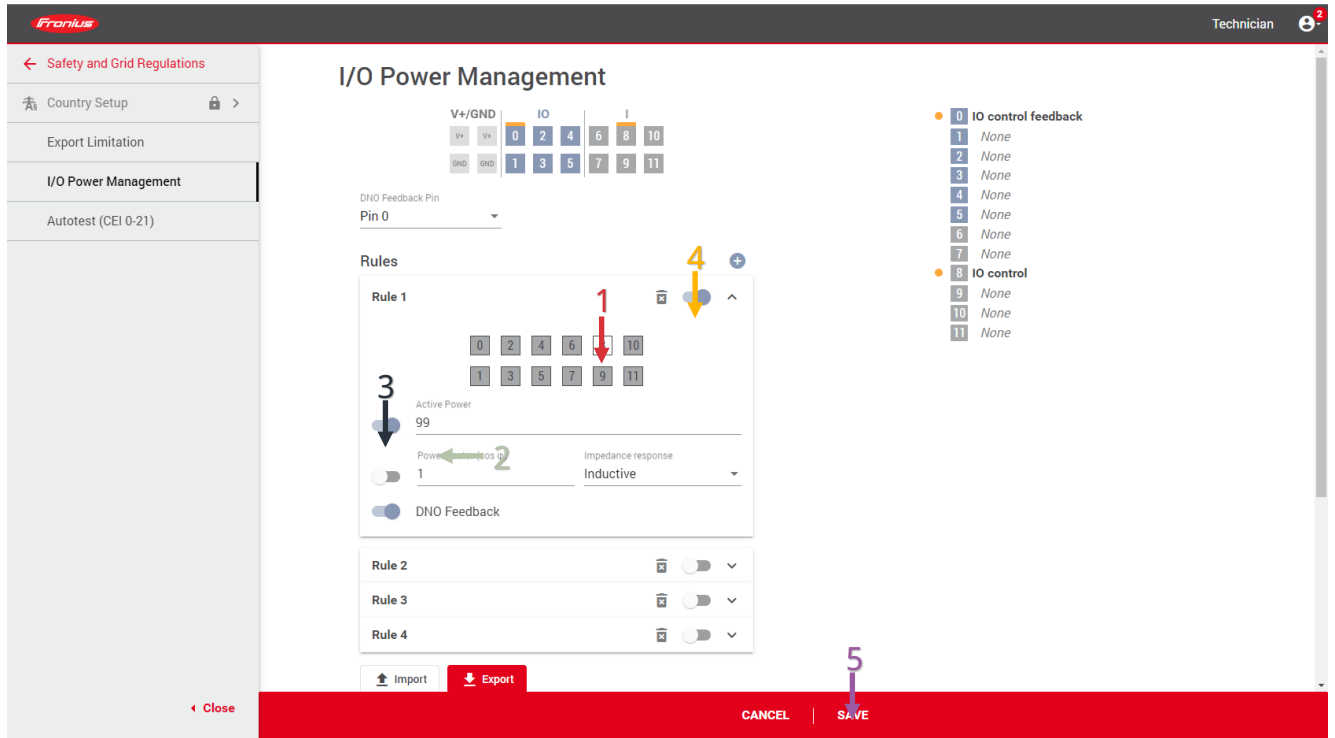 Fronius
Technician
2
Safety and Grid Regulations
Country Setup
Export Limitation
I/O Power Management
Autotest (CEI 0-21)
Close
I/O Power Management
V+/GND IO I
V+ V+ 0 2 4 6 8 10
GND GND 1 3 5 7 9 11
DNO Feedback Pin
Pin 0
Rules
4
Rule 1
1
0 2 4 6 10
1 3 5 7 9 11
3
Active Power
99
2
Impedance response
1 Inductive
DNO Feedback
Rule 2
Rule 3
Rule 4
Import Export
5
CANCEL SAVE
0 IO control feedback
1 None
2 None
3 None
4 None
5 None
6 None
7 None
8 IO control
9 None
10 None
11 None